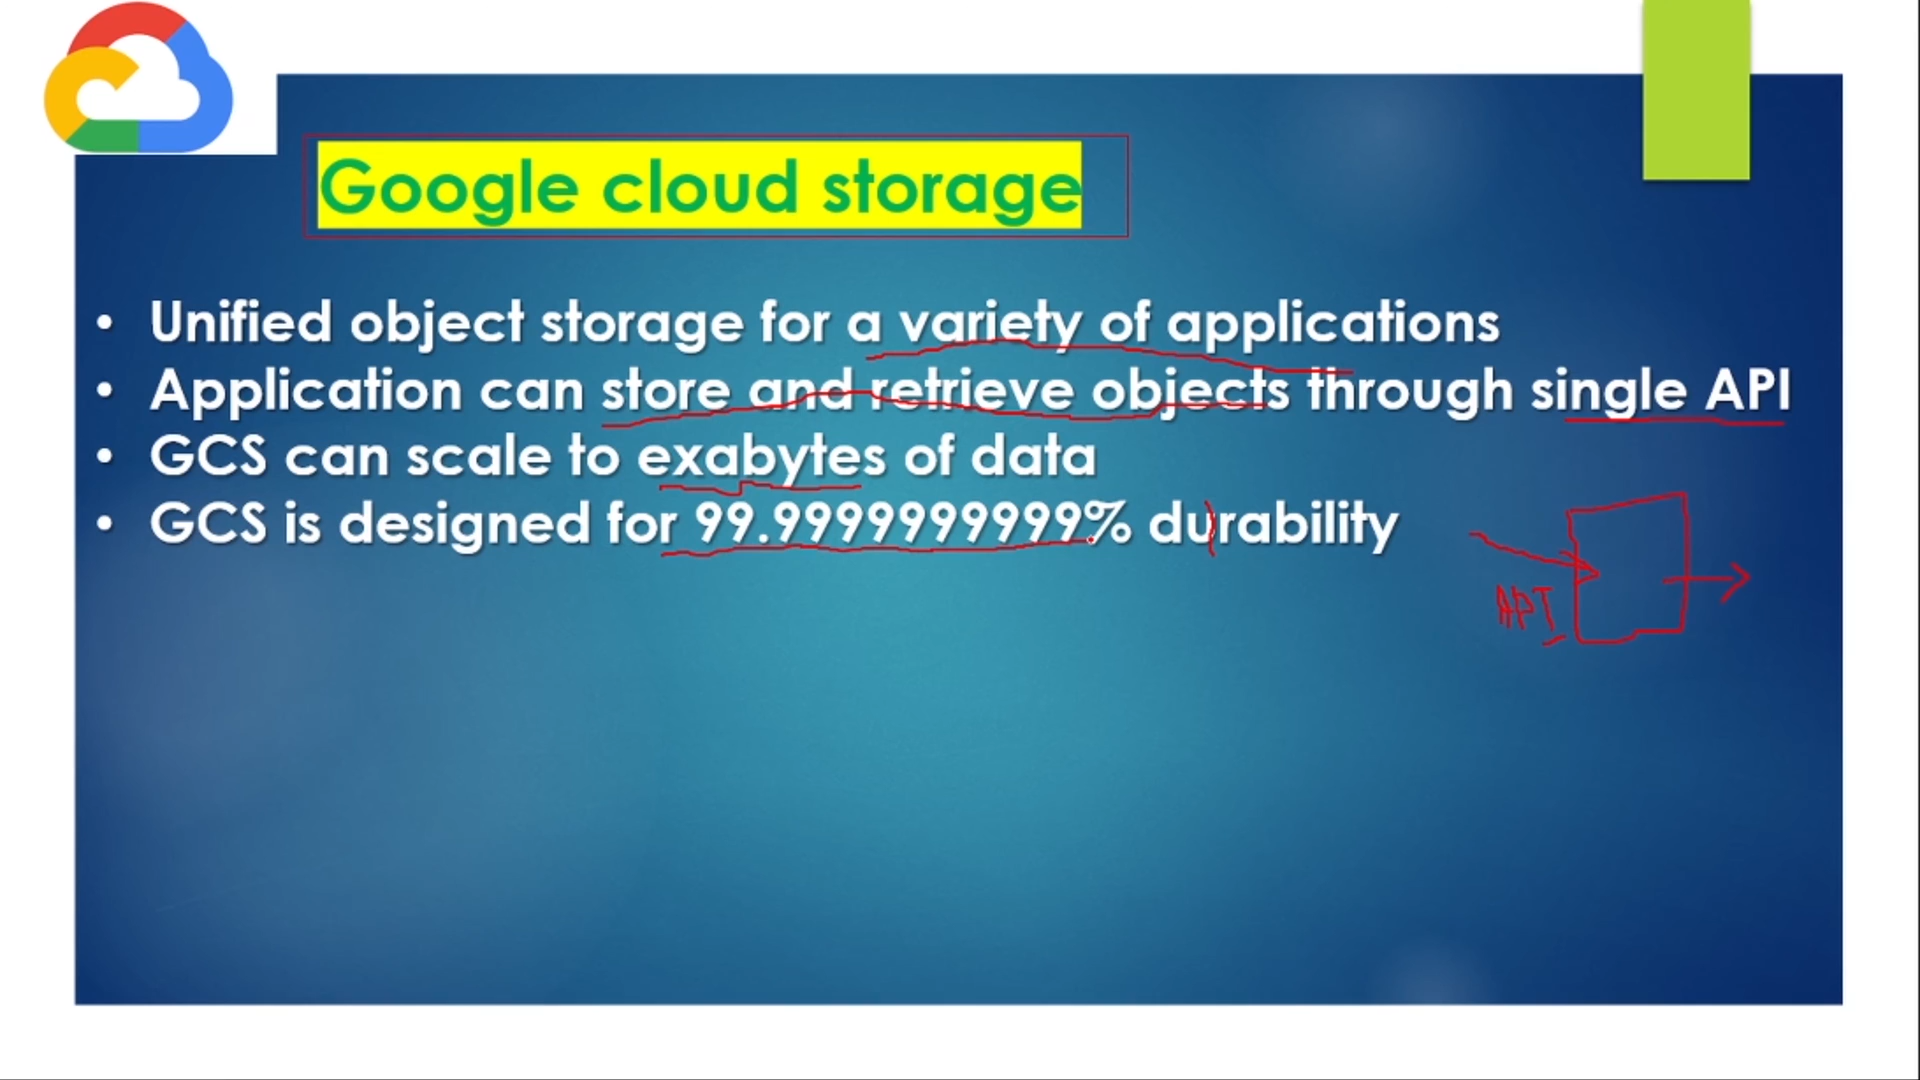 Google cloud storage
• Unified object storage for a variety of applications
• Application can store and retrieve objects through single API
• GCS can scale to exabytes of data
• GCS is designed for 99.9999999999% durability
API